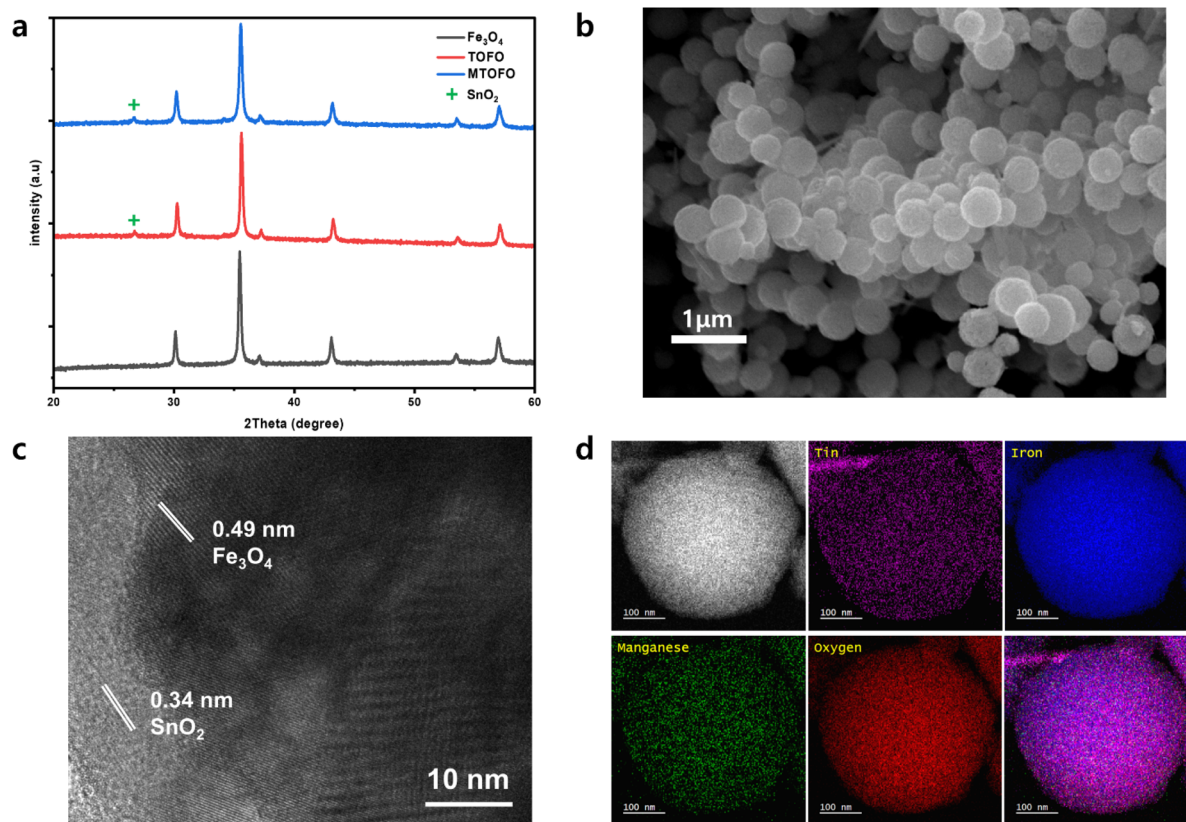 a
Fe₃O₄
TOFO
MTOFO
+ SnO₂
+
+
intensity (a.u)
20 30 40 50 60
2Theta (degree)
b
1μm
c
0.49 nm
Fe₃O₄
0.34 nm
SnO₂
10 nm
d
Tin
Iron
100 nm
100 nm
100 nm
Manganese
Oxygen
100 nm
100 nm
100 nm